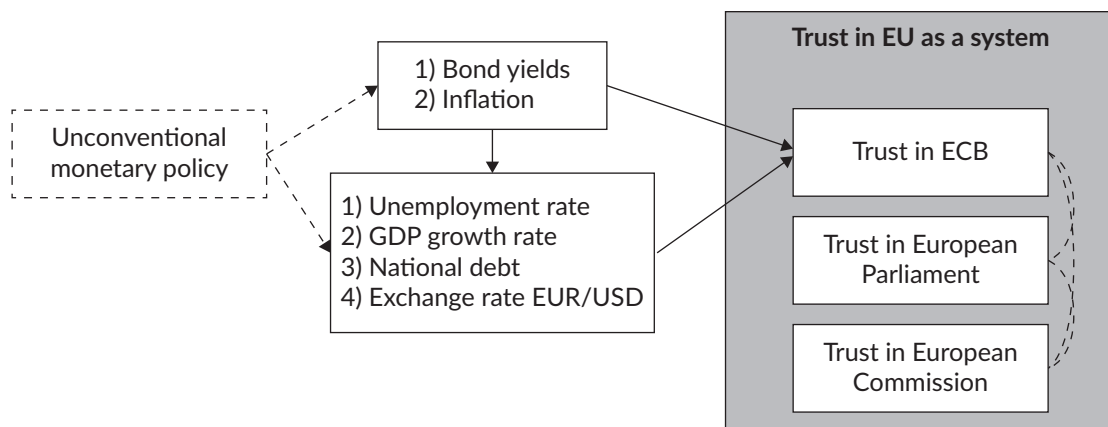 Trust in EU as a system
1) Bond yields
2) Inflation
Unconventional
monetary policy
Trust in ECB
1) Unemployment rate
2) GDP growth rate
3) National debt
4) Exchange rate EUR/USD
Trust in European
Parliament
Trust in European
Commission